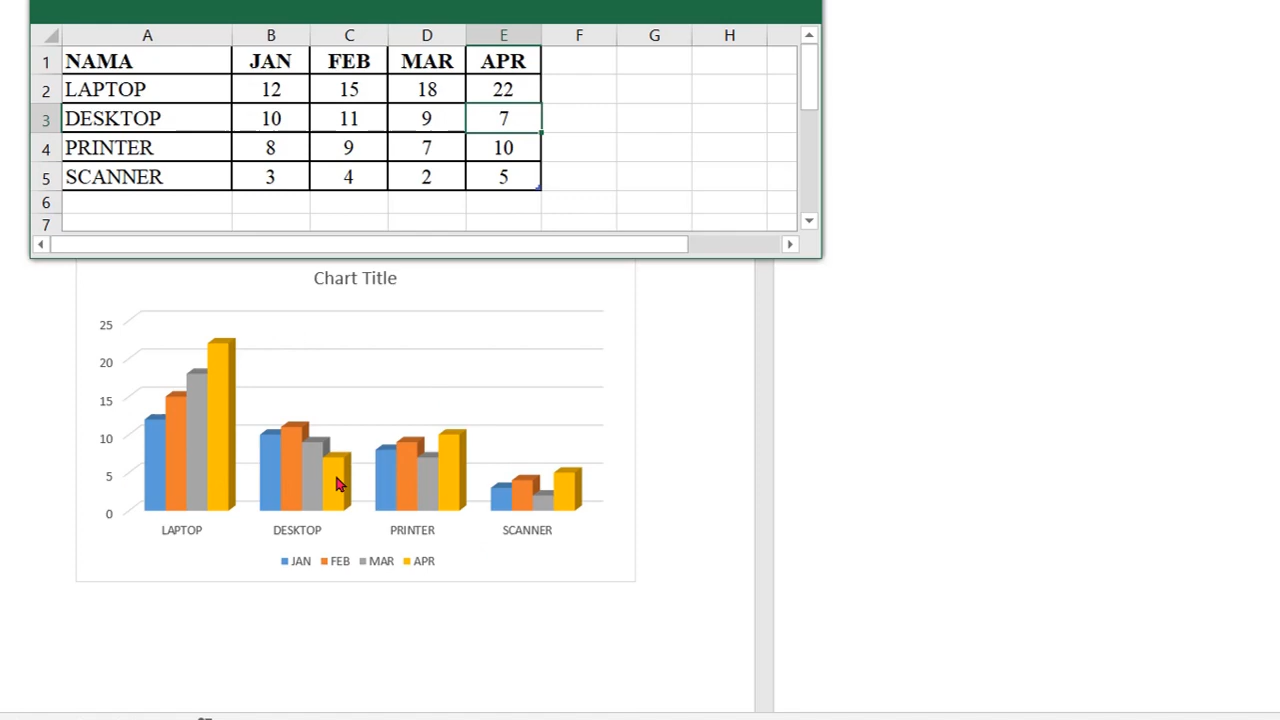 A B C D E F G H
1 NAMA JAN FEB MAR APR
2 LAPTOP 12 15 18 22
3 DESKTOP 10 11 9 7
4 PRINTER 8 9 7 10
5 SCANNER 3 4 2 5
6
7
Chart Title
25
20
15
10
5
0
LAPTOP DESKTOP PRINTER SCANNER
JAN FEB MAR APR